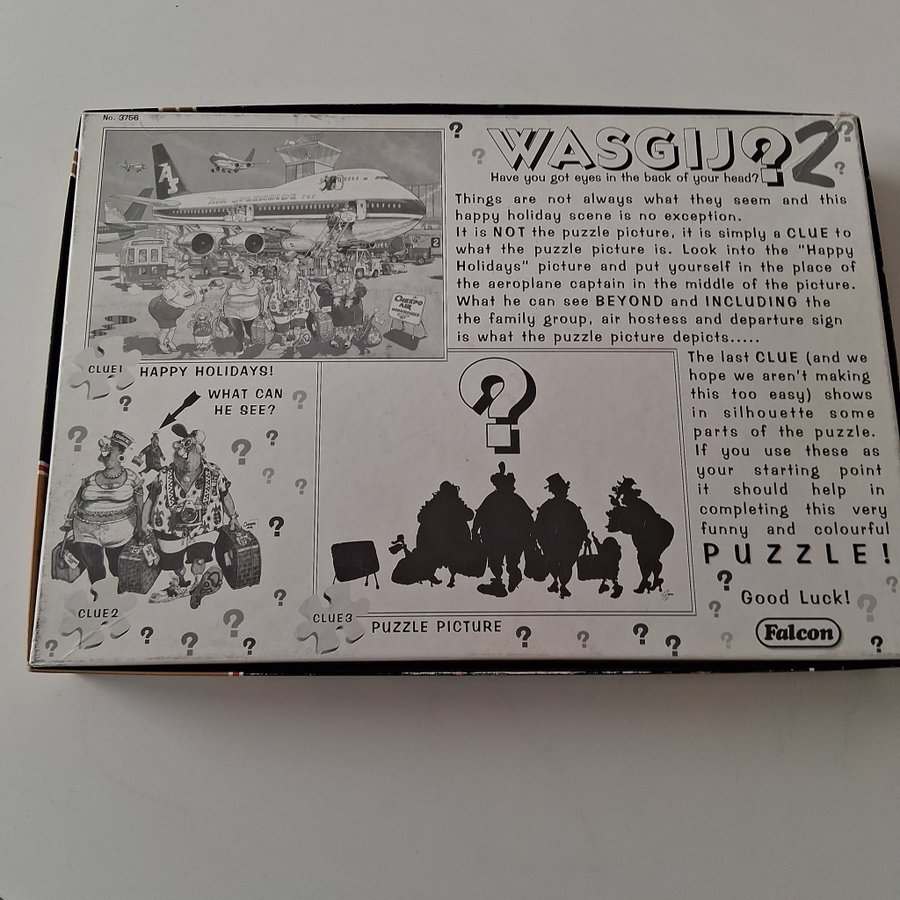 No. 3756
WASGIJ? 2
Have you got eyes in the back of your head?
Things are not always what they seem and this
happy holiday scene is no exception.
It is NOT the puzzle picture, it is simply a CLUE to
what the puzzle picture is. Look into the "Happy
Holidays" picture and put yourself in the place of
the aeroplane captain in the middle of the picture.
What he can see BEYOND and INCLUDING the
the family group, air hostess and departure sign
is what the puzzle picture depicts.....
The last CLUE (and we
hope we aren't making
this too easy) shows
in silhouette some
parts of the puzzle.
If you use these as
your starting point
it should help in
completing this very
funny and colourful
PUZZLE!
Good Luck!
Falcon
2
CLUE1
HAPPY HOLIDAYS!
WHAT CAN
HE SEE?
CLUE2
?
CLUE3
PUZZLE PICTURE